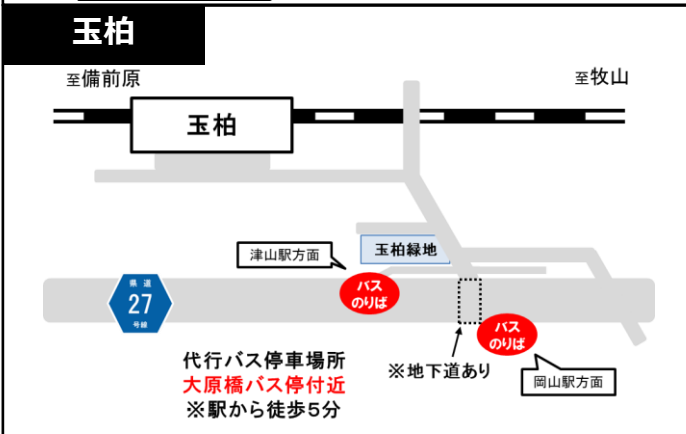 玉柏
至備前原
至牧山
玉柏
玉柏緑地
津山駅方面
バス
のりば
県道
27
号線
バス
のりば
代行バス停車場所
大原橋バス停付近
※駅から徒歩5分
※地下道あり
岡山駅方面